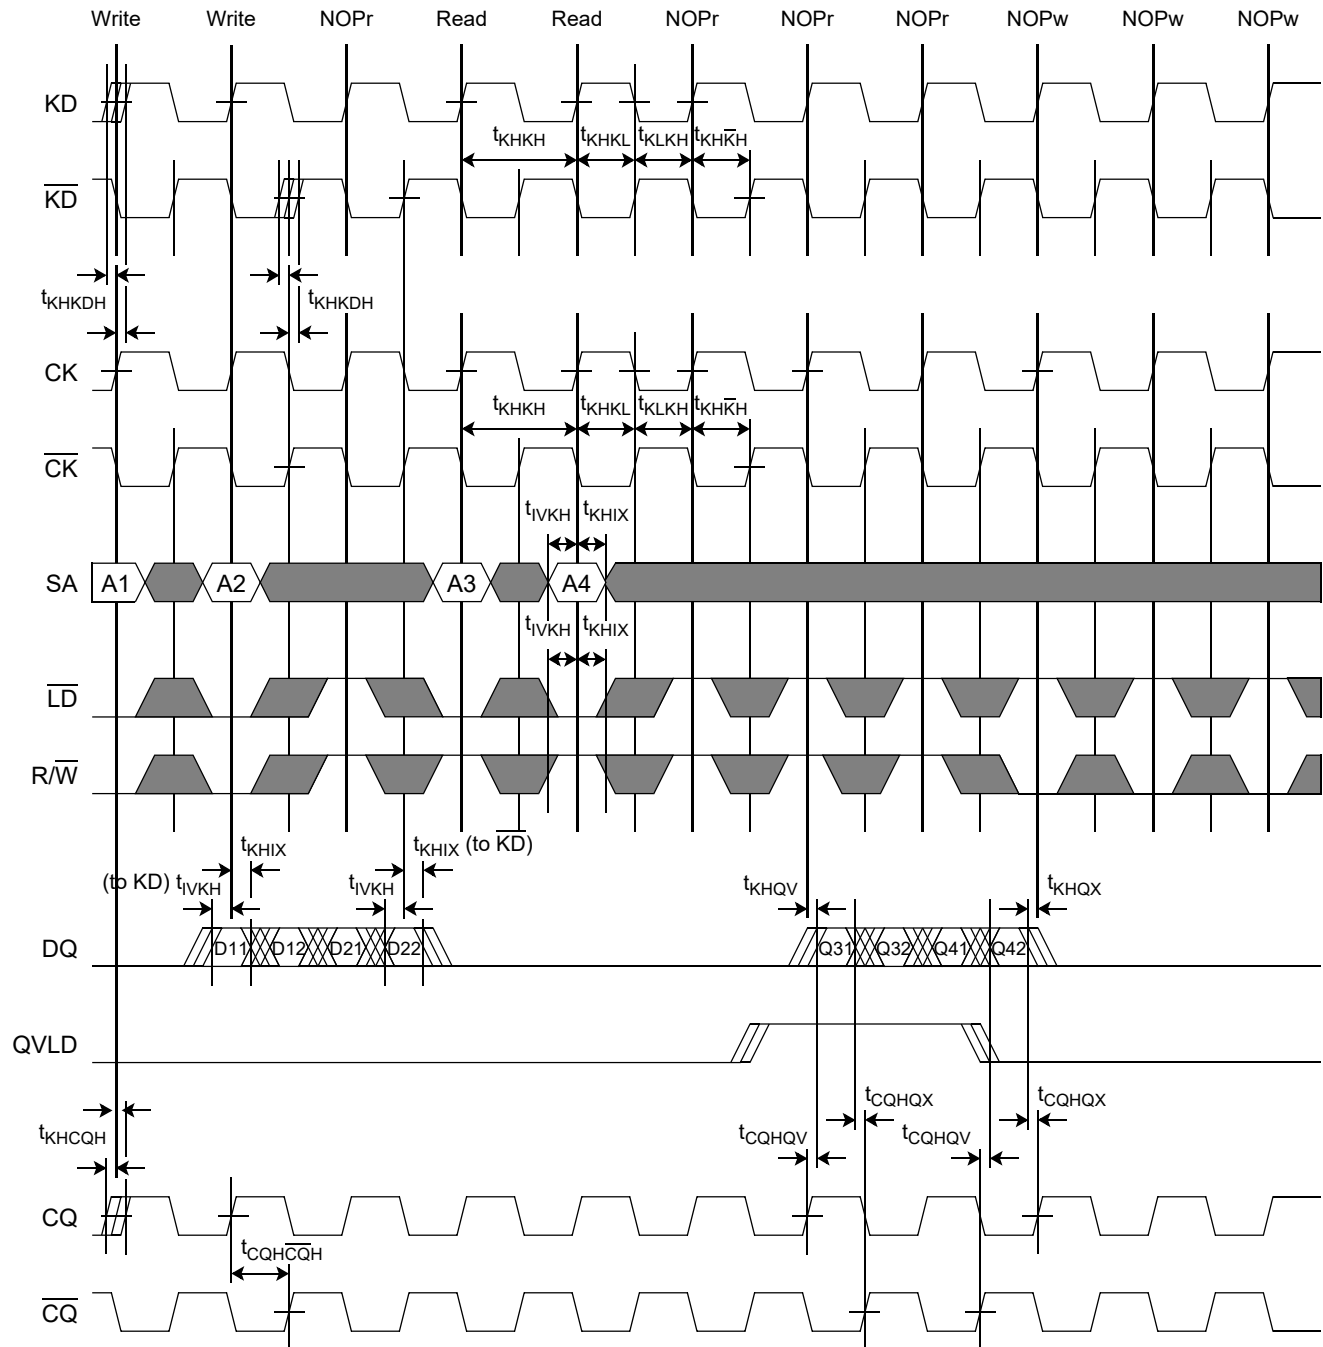 Write Write NOPr Read Read NOPr NOPr NOPr NOPw NOPw NOPw
KD
tKHKH tKHKL tKLKH tKHK̅H
K̅D̅
tKHKDH tKHKDH
CK
tKHKH tKHKL tKLKH tKHK̅H
C̅K̅
tIVKH tKHIX
SA A1 A2 A3 A4
tIVKH tKHIX
L̅D̅
R/W̅
tKHIX tKHIX (to K̅D̅)
(to KD) tIVKH tIVKH tKHQV tKHQX
DQ D11 D12 D21 D22 Q31 Q32 Q41 Q42
QVLD
tCQHQX tCQHQX
tKHCQH tCQHQV tCQHQV
CQ
tCQHC̅Q̅H
C̅Q̅